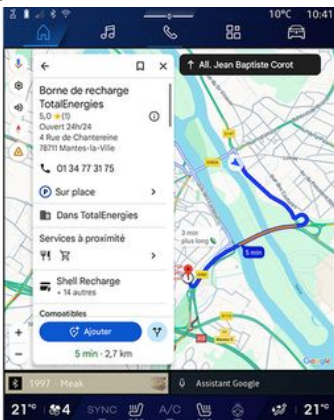 10°C 10:41
Borne de recharge
TotalEnergies
5,0 ★ (1)
Ouvert 24h/24
4 Rue de Chantereine
78711 Mantes-la-Ville
01 34 77 31 75
Sur place
Dans TotalEnergies
Services à proximité
Shell Recharge
+ 14 autres
Compatibles
Ajouter
5 min · 2,7 km
All. Jean Baptiste Corot
3 min
plus long
5 min
Google
1997 - Meak
Assistant Google
21° 4 SYNC A/C 21°